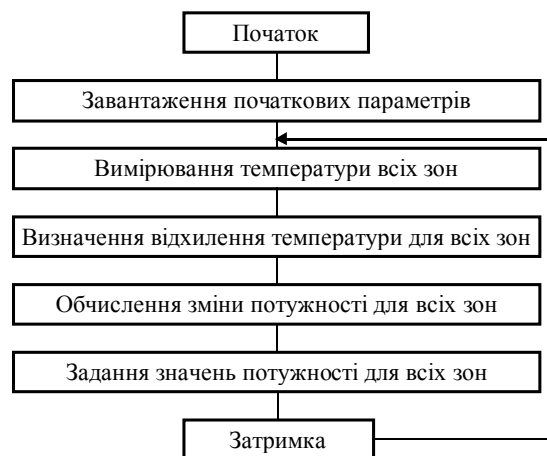 Початок
Завантаження початкових параметрів
Вимірювання температури всіх зон
Визначення відхилення температури для всіх зон
Обчислення зміни потужності для всіх зон
Задання значень потужності для всіх зон
Затримка